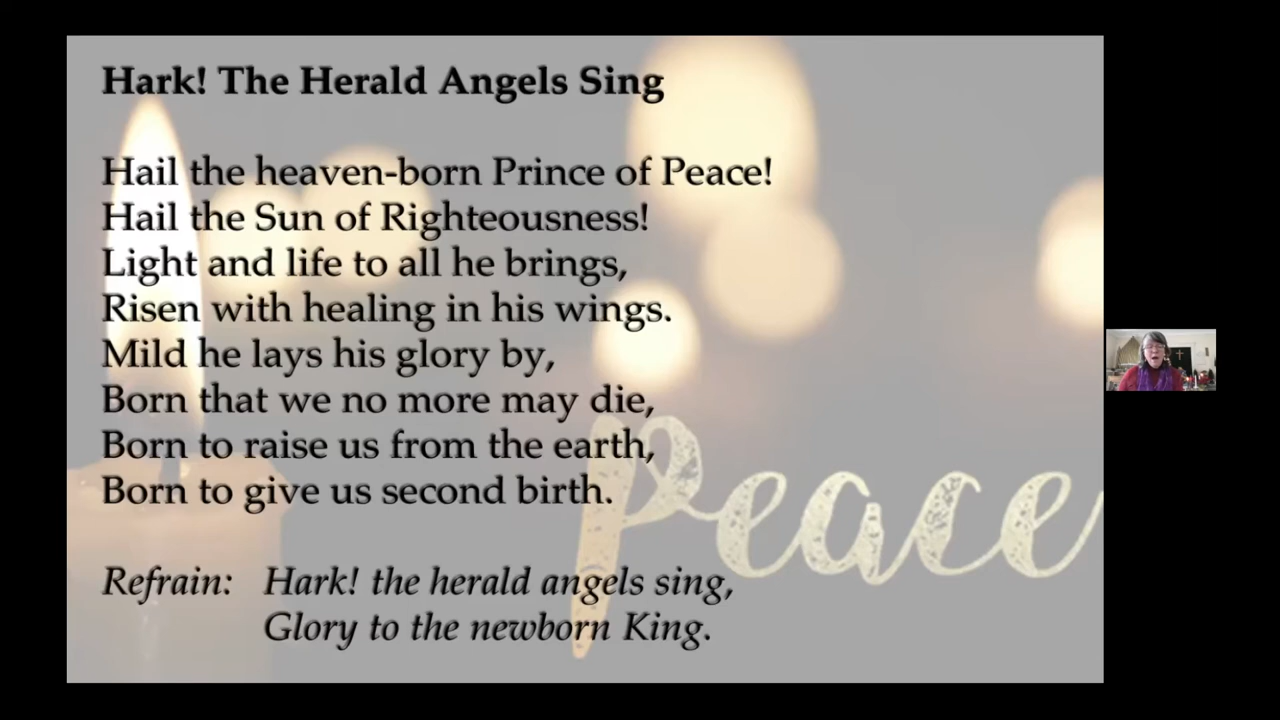 Hark! The Herald Angels Sing
Hail the heaven-born Prince of Peace!
Hail the Sun of Righteousness!
Light and life to all he brings,
Risen with healing in his wings.
Mild he lays his glory by,
Born that we no more may die,
Born to raise us from the earth,
Born to give us second birth.
Peace
Refrain: Hark! the herald angels sing,
Glory to the newborn King.